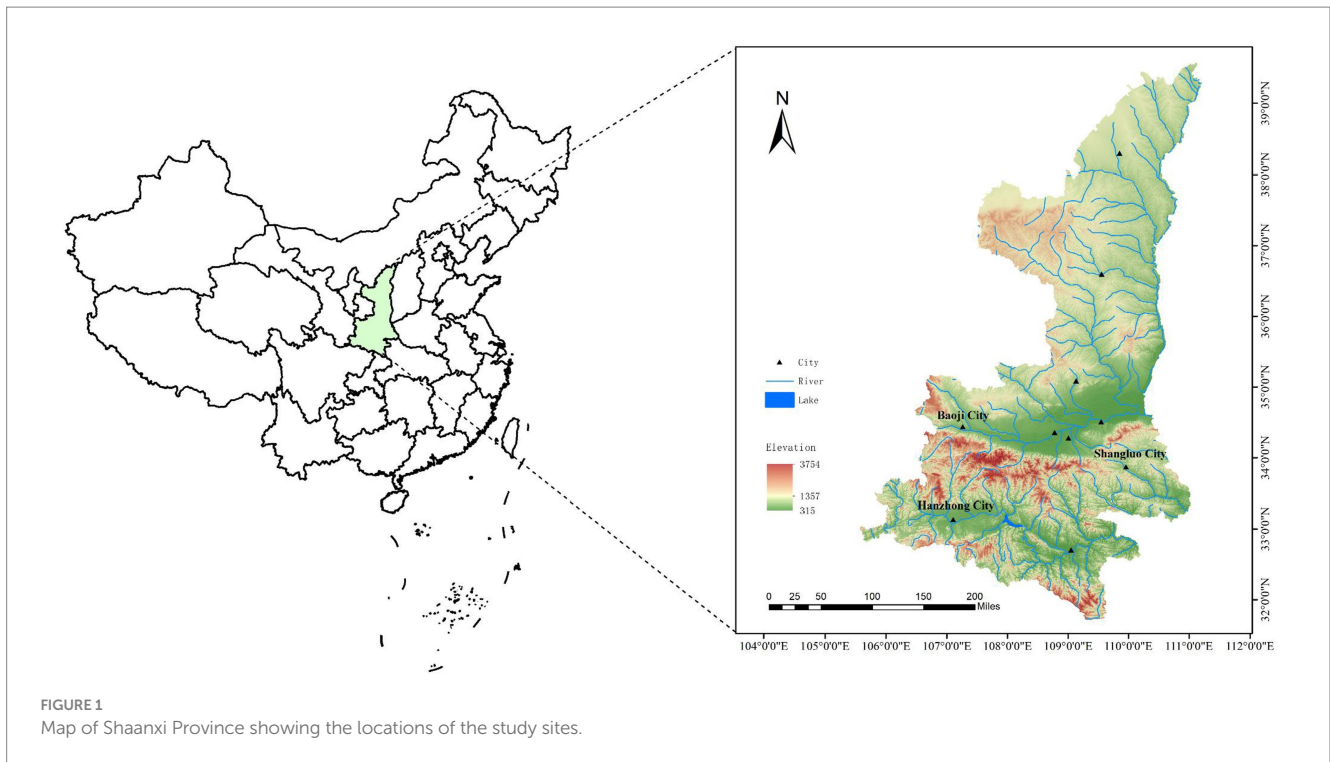 N
City
River
Lake
Elevation
3754
1357
315
Baoji City
Shangluo City
Hanzhong City
0 25 50 100 150 200
Miles
39°0'0"N
38°0'0"N
37°0'0"N
36°0'0"N
35°0'0"N
34°0'0"N
33°0'0"N
32°0'0"N
104°0'0"E 105°0'0"E 106°0'0"E 107°0'0"E 108°0'0"E 109°0'0"E 110°0'0"E 111°0'0"E 112°0'0"E
FIGURE 1
Map of Shaanxi Province showing the locations of the study sites.